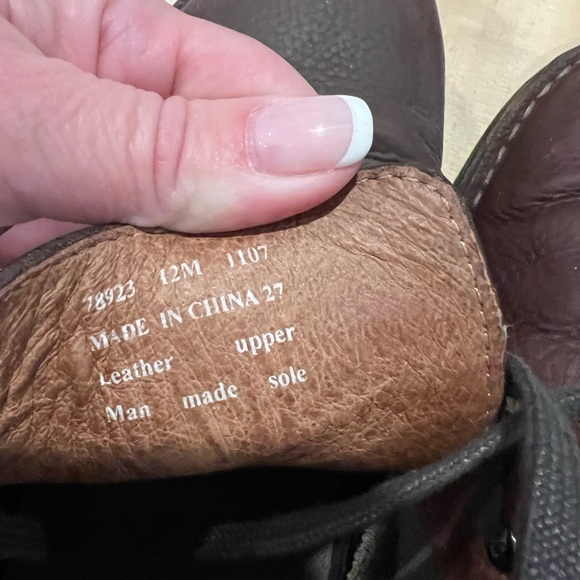 78923 12M 1107
MADE IN CHINA 27
Leather upper
Man made sole